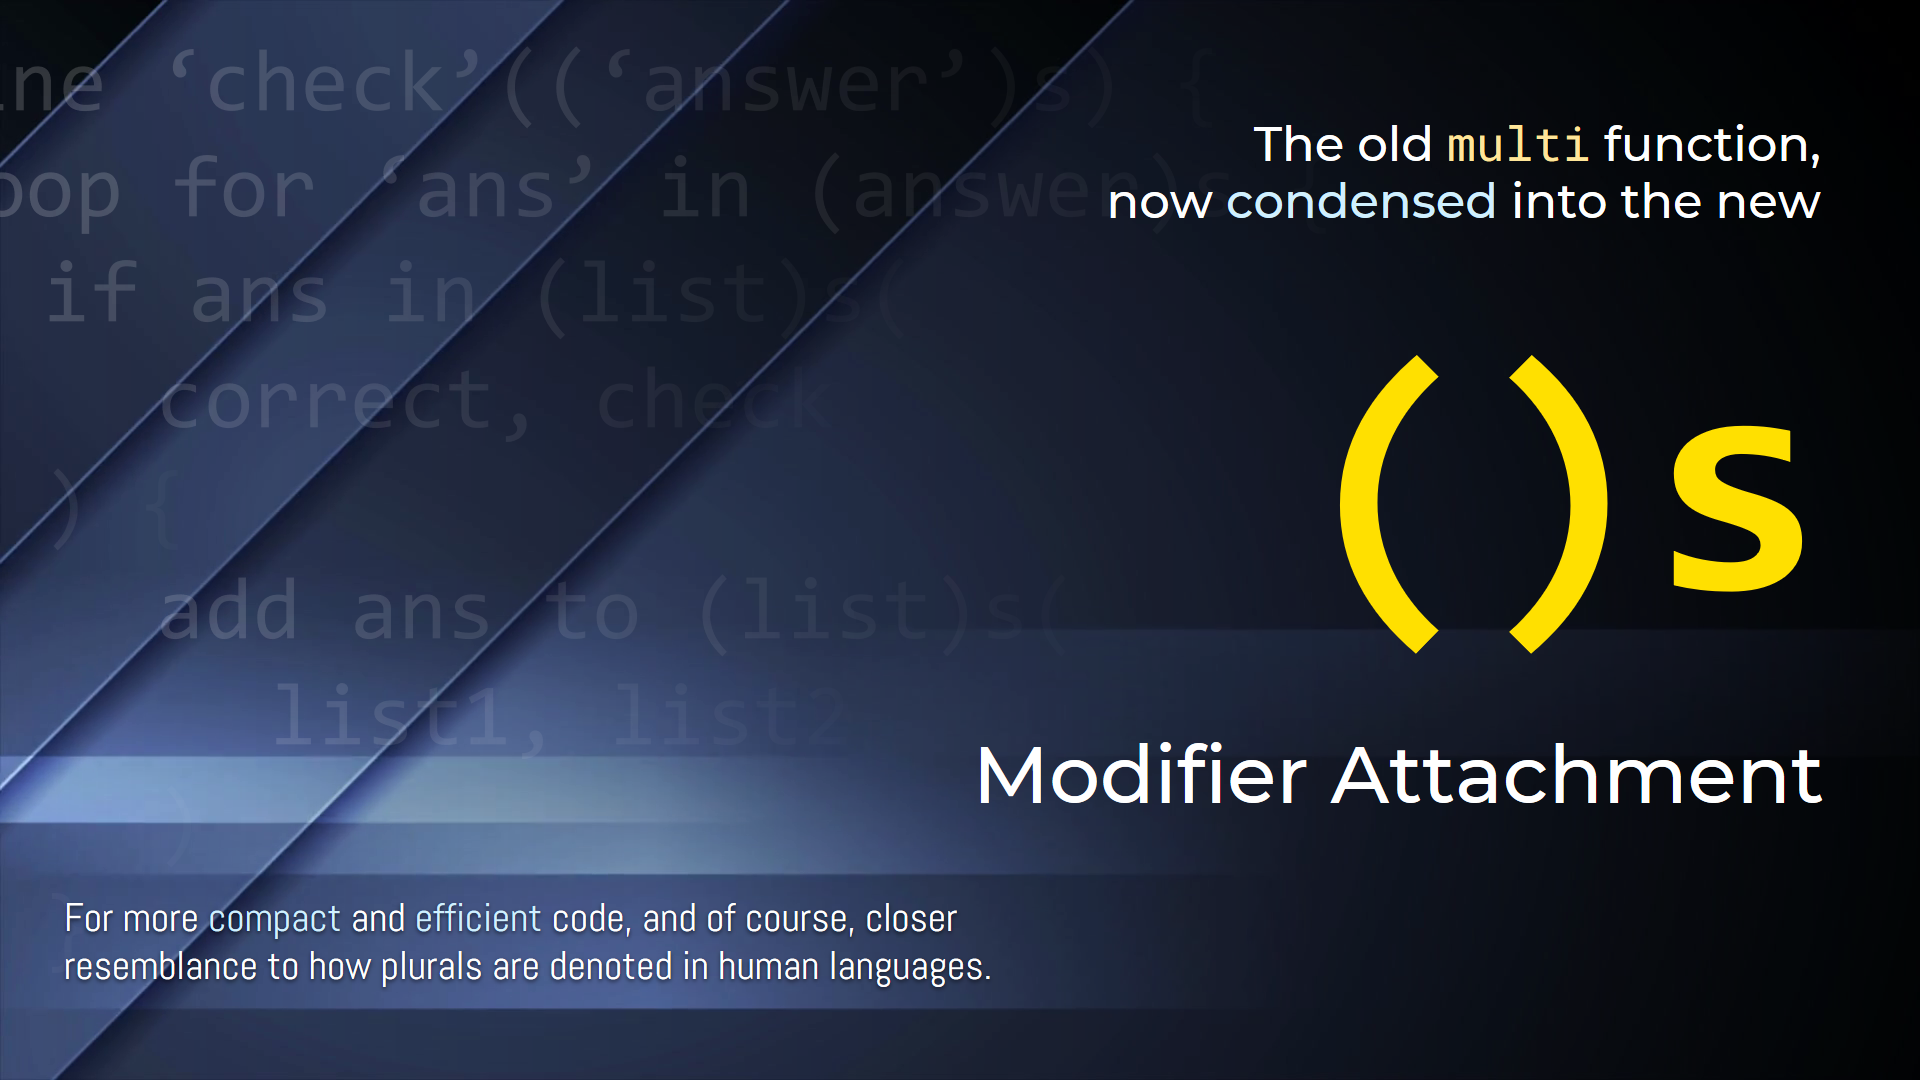 ine ‘check’((‘answer’)s) {
oop for ‘ans’ in (answer)s {
if ans in (list)s(
correct, check
) {
add ans to (list)s(
list1, list2
)
The old multi function,
now condensed into the new
()s
Modifier Attachment
For more compact and efficient code, and of course, closer
resemblance to how plurals are denoted in human languages.